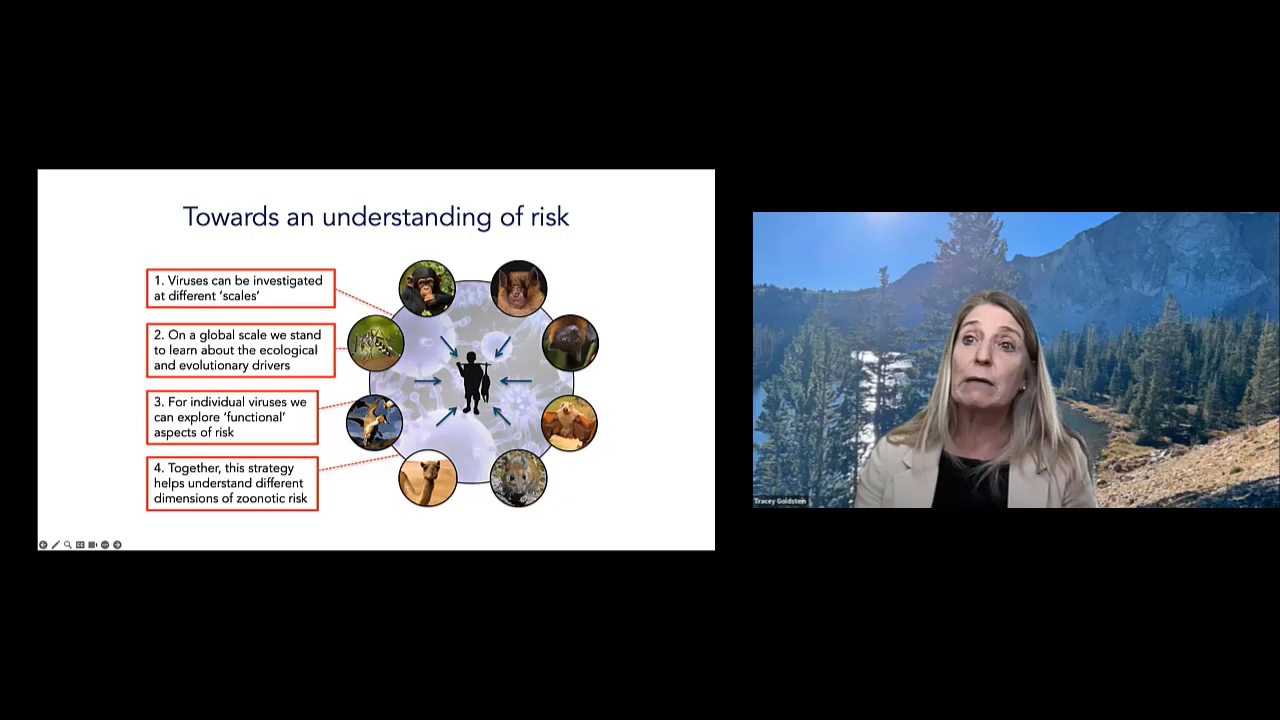 Towards an understanding of risk
1. Viruses can be investigated
at different ‘scales’
2. On a global scale we stand
to learn about the ecological
and evolutionary drivers
3. For individual viruses we
can explore ‘functional’
aspects of risk
4. Together, this strategy
helps understand different
dimensions of zoonotic risk
Tracey Goldstein